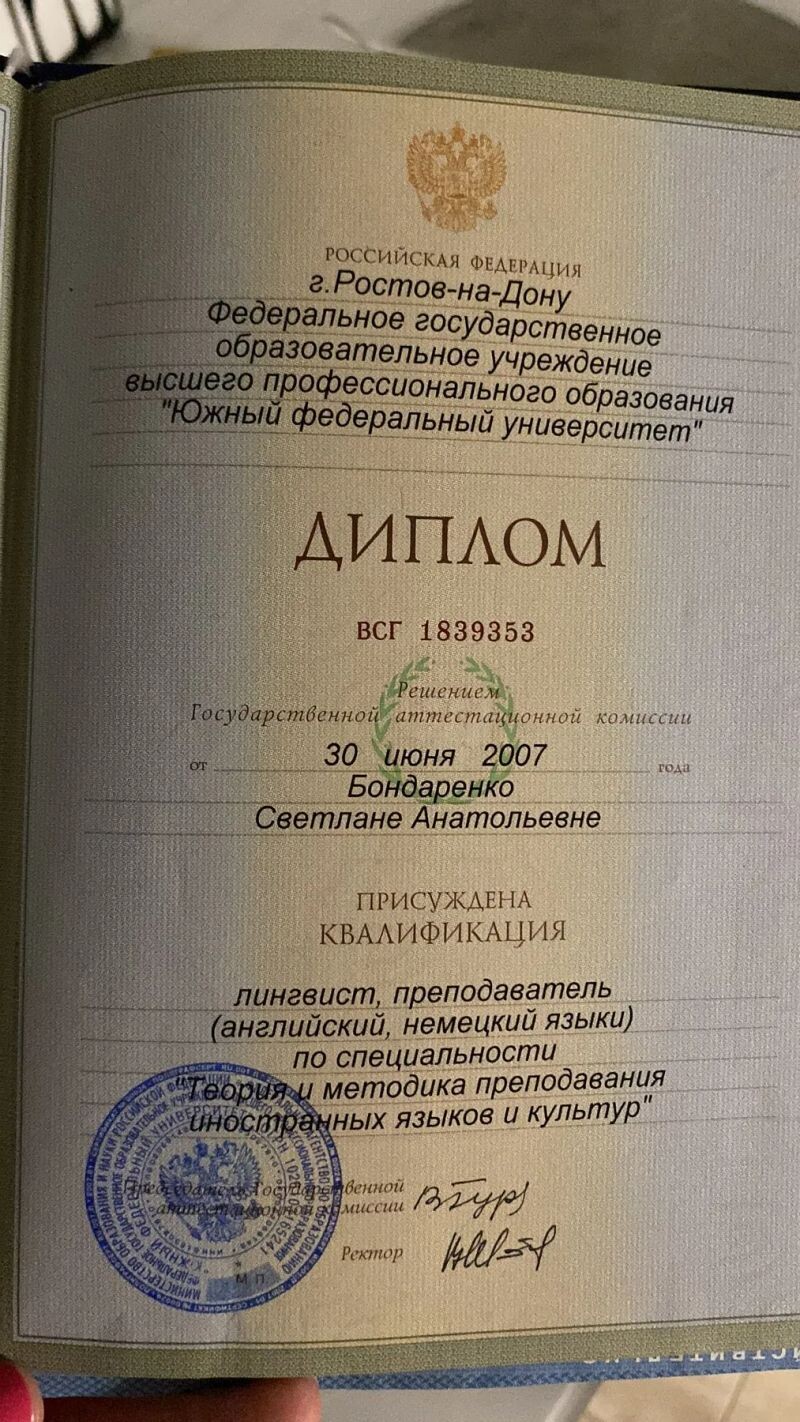 РОССИЙСКАЯ ФЕДЕРАЦИЯ
г.Ростов-на-Дону
Федеральное государственное
образовательное учреждение
высшего профессионального образования
"Южный федеральный университет"
ДИПЛОМ
ВСГ 1839353
Решением
Государственной аттестационной комиссии
от 30 июня 2007 года
Бондаренко
Светлане Анатольевне
ПРИСУЖДЕНА
КВАЛИФИКАЦИЯ
лингвист, преподаватель
(английский, немецкий языки)
по специальности
"Теория и методика преподавания
иностранных языков и культур"
Председатель Государственной
аттестационной комиссии
Ректор
М П